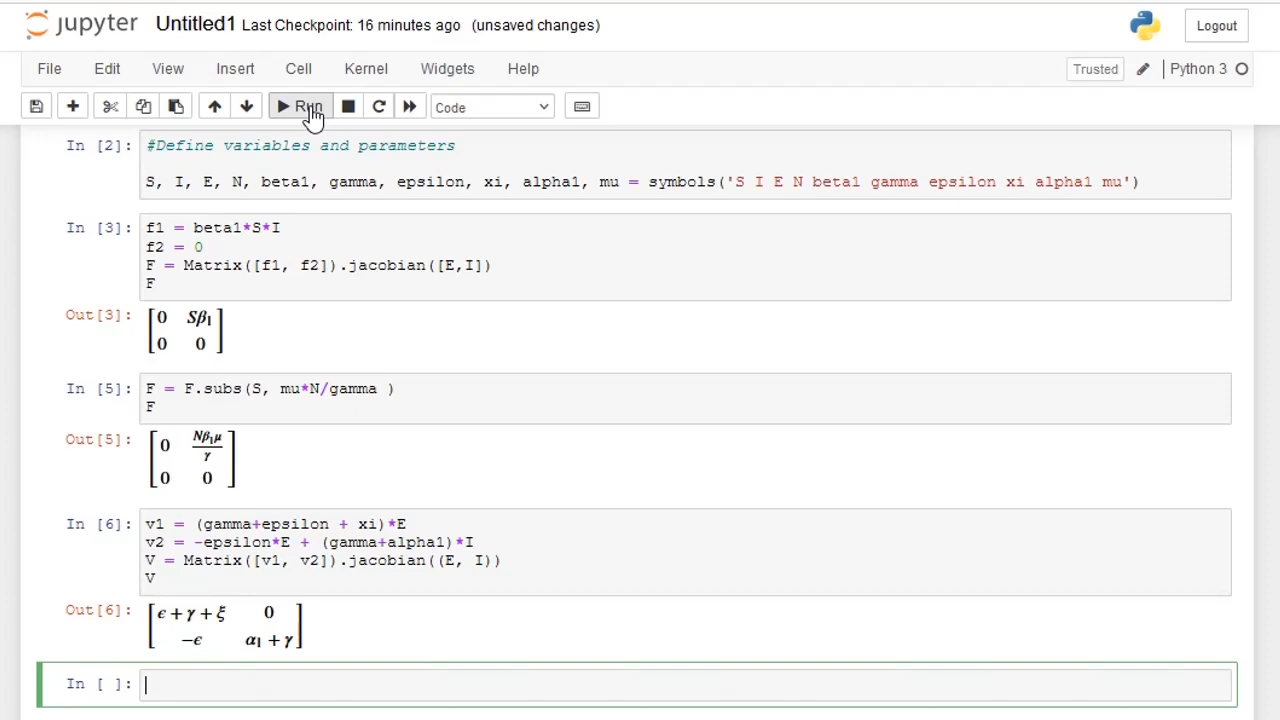 jupyter Untitled1 Last Checkpoint: 16 minutes ago (unsaved changes) Logout
File Edit View Insert Cell Kernel Widgets Help Trusted Python 3
Run Code
In [2]: #Define variables and parameters
S, I, E, N, beta1, gamma, epsilon, xi, alpha1, mu = symbols('S I E N beta1 gamma epsilon xi alpha1 mu')
In [3]: f1 = beta1*S*I
f2 = 0
F = Matrix([f1, f2]).jacobian([E,I])
F
Out[3]: [0 Sβ₁
0 0]
In [5]: F = F.subs(S, mu*N/gamma )
F
Out[5]: [0 Nβ₁μ/γ
0 0]
In [6]: v1 = (gamma+epsilon + xi)*E
v2 = -epsilon*E + (gamma+alpha1)*I
V = Matrix([v1, v2]).jacobian((E, I))
V
Out[6]: [ϵ + γ + ξ 0
−ϵ α₁ + γ]
In [ ]: